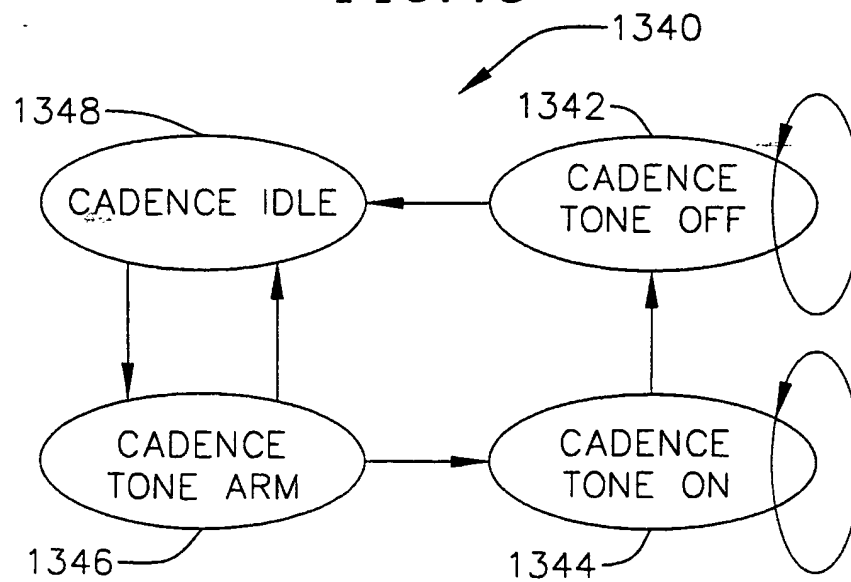 1340
1348
1342
CADENCE IDLE
CADENCE
TONE OFF
CADENCE
TONE ARM
CADENCE
TONE ON
1346
1344